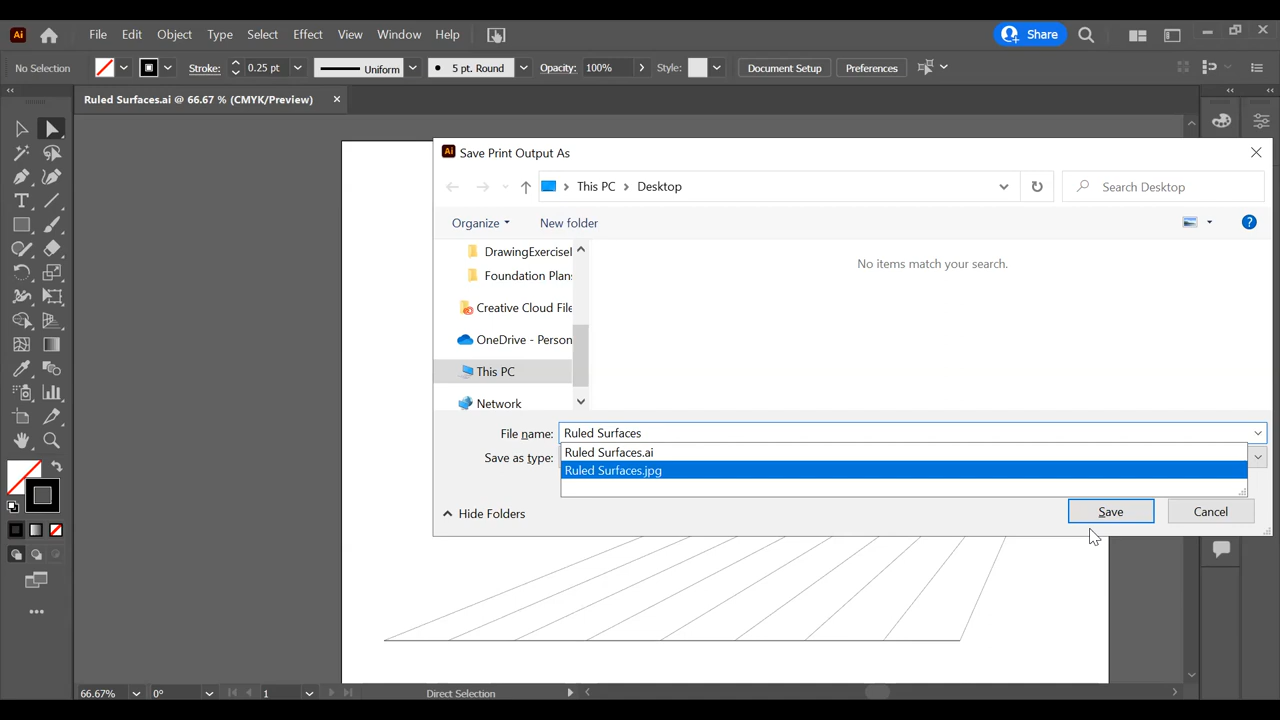 Ai File Edit Object Type Select Effect View Window Help Share
No Selection Stroke: 0.25 pt Uniform 5 pt. Round Opacity: 100% Style: Document Setup Preferences
Ruled Surfaces.ai @ 66.67 % (CMYK/Preview)
Ai Save Print Output As
This PC Desktop Search Desktop
Organize New folder
DrawingExercisel
No items match your search.
Foundation Plans
Creative Cloud File
OneDrive - Person
This PC
Network
File name: Ruled Surfaces
Ruled Surfaces.ai
Save as type:
Ruled Surfaces.jpg
Hide Folders Save Cancel
66.67% 0° 1 Direct Selection